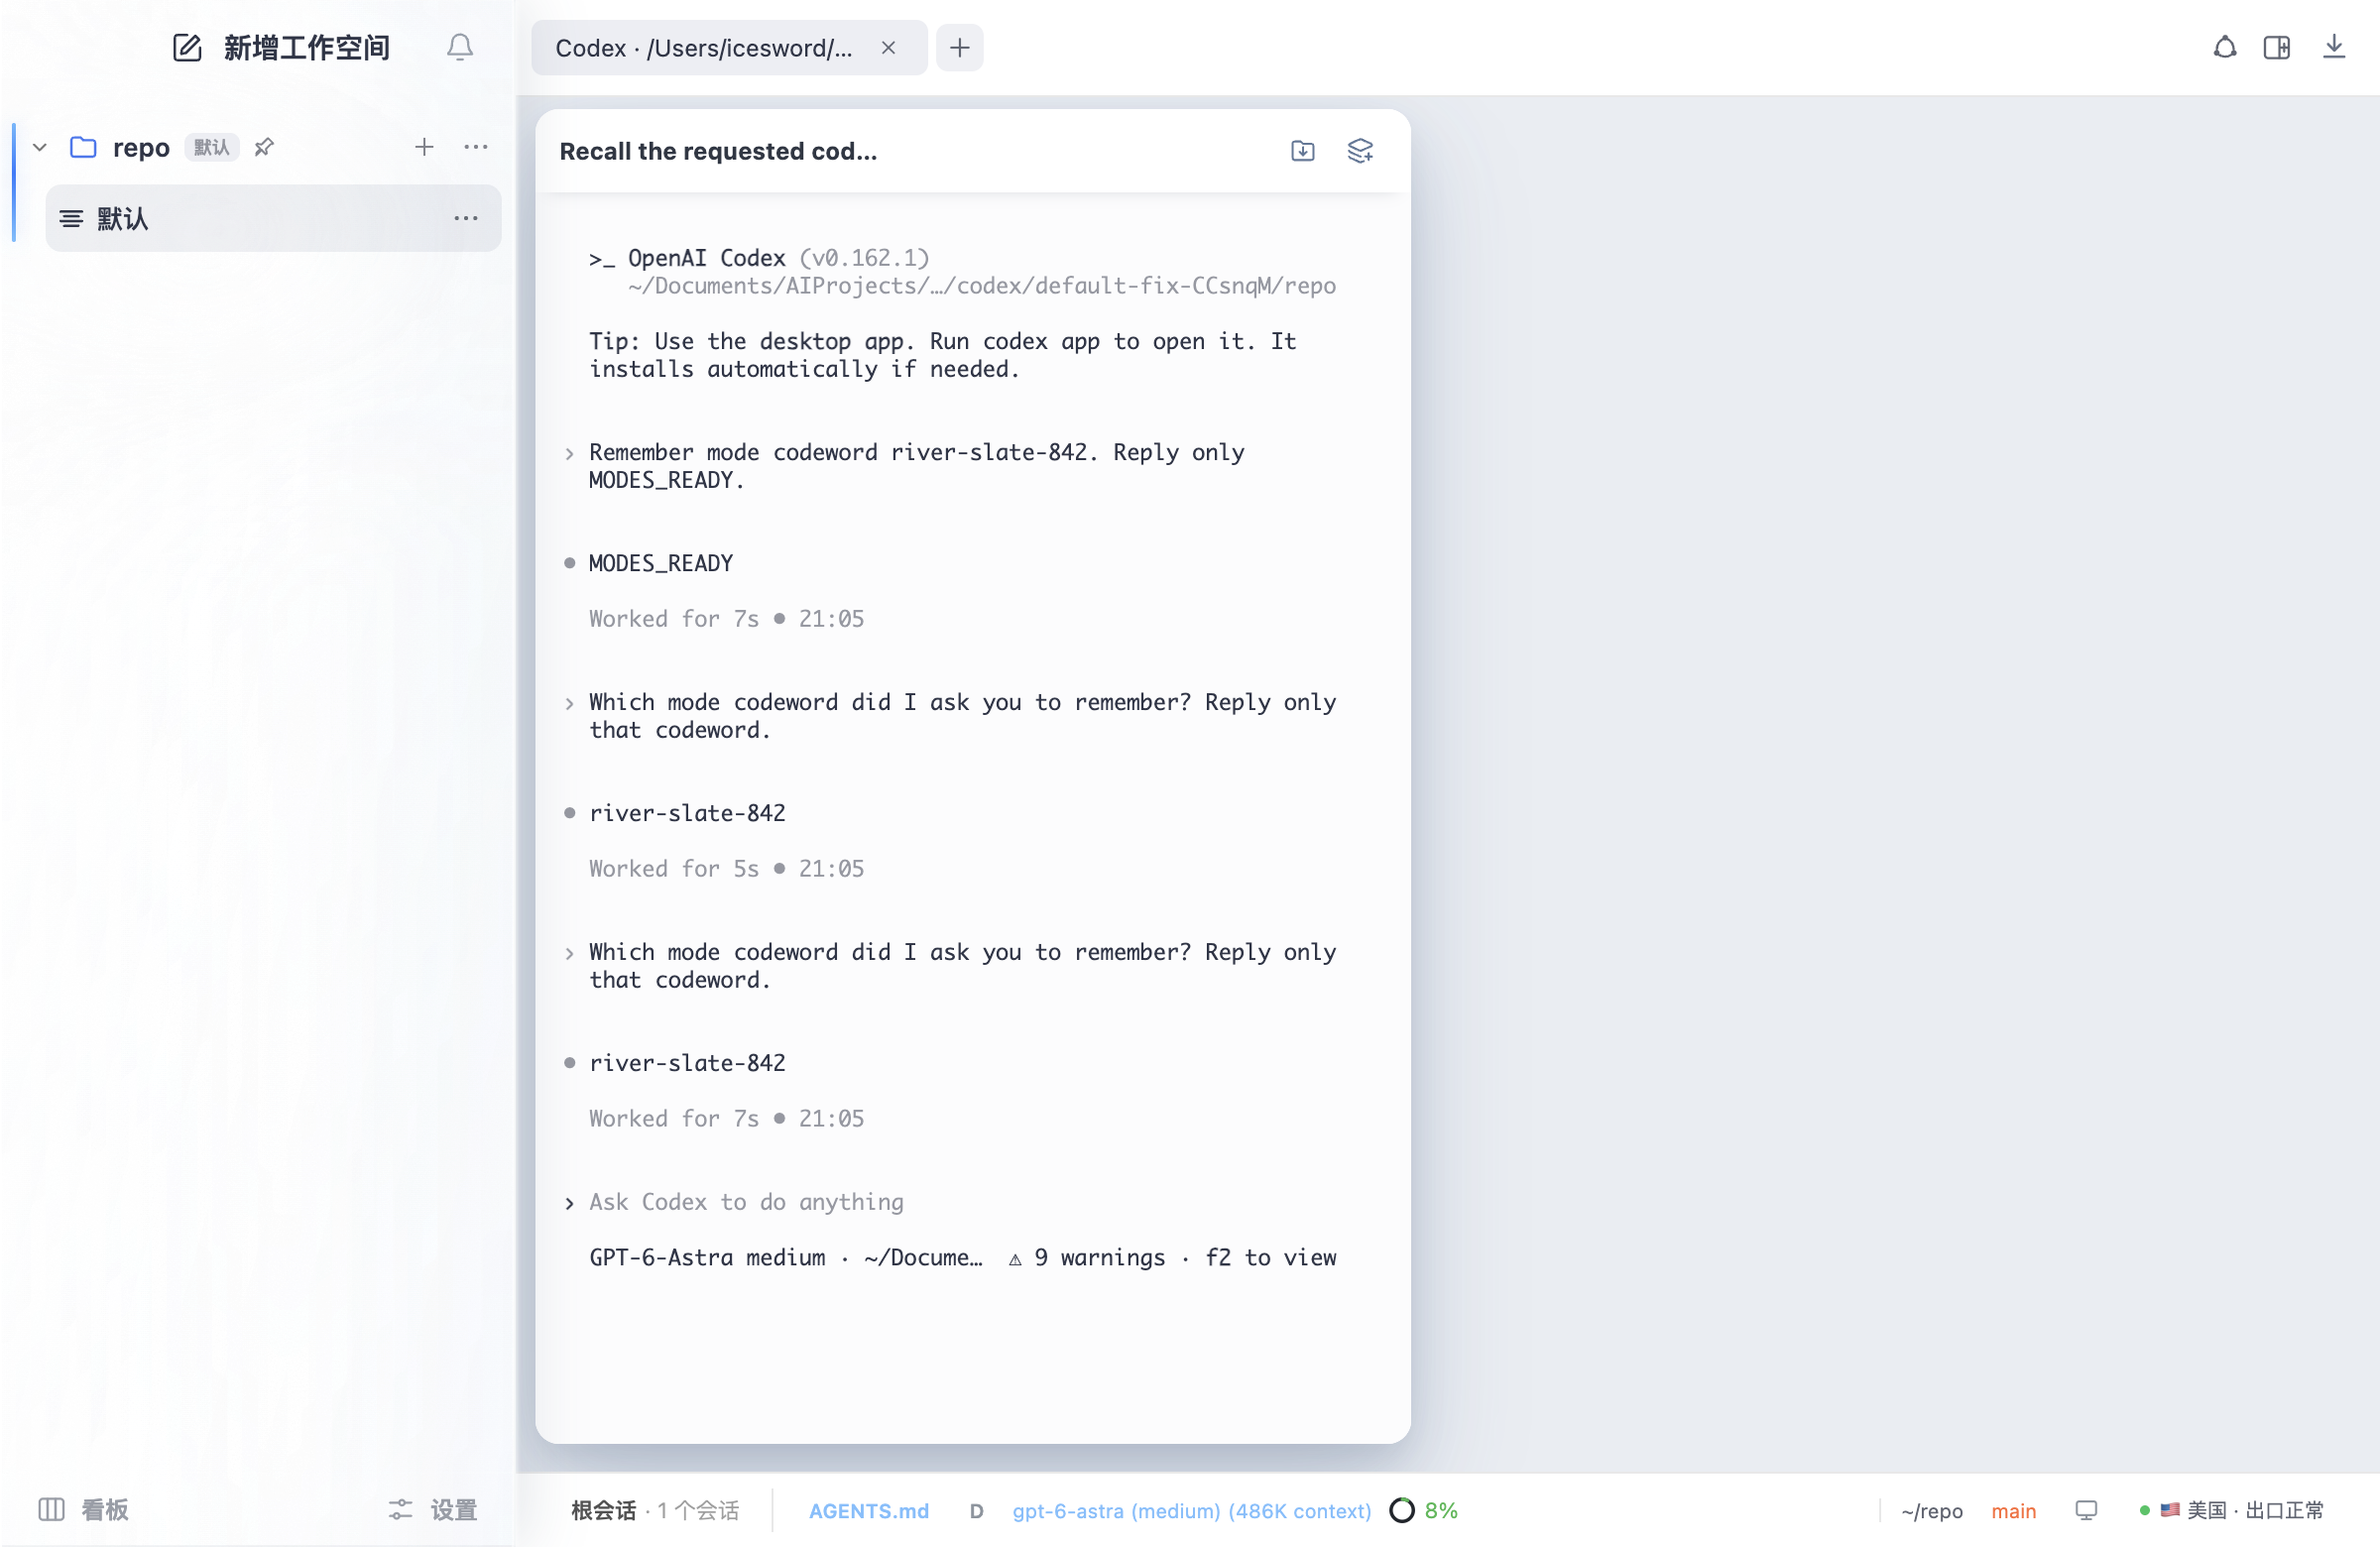 新增工作空间
Codex · /Users/icesword/...
repo 默认
默认
Recall the requested cod...
>_ OpenAI Codex (v0.162.1)
~/Documents/AIProjects/…/codex/default-fix-CCsnqM/repo
Tip: Use the desktop app. Run codex app to open it. It
installs automatically if needed.
› Remember mode codeword river-slate-842. Reply only
MODES_READY.
• MODES_READY
Worked for 7s • 21:05
› Which mode codeword did I ask you to remember? Reply only
that codeword.
• river-slate-842
Worked for 5s • 21:05
› Which mode codeword did I ask you to remember? Reply only
that codeword.
• river-slate-842
Worked for 7s • 21:05
› Ask Codex to do anything
GPT-6-Astra medium · ~/Docume… ⚠ 9 warnings · f2 to view
看板
设置
根会话 · 1 个会话
AGENTS.md D gpt-6-astra (medium) (486K context) 8%
~/repo main 🇺🇸 美国 · 出口正常